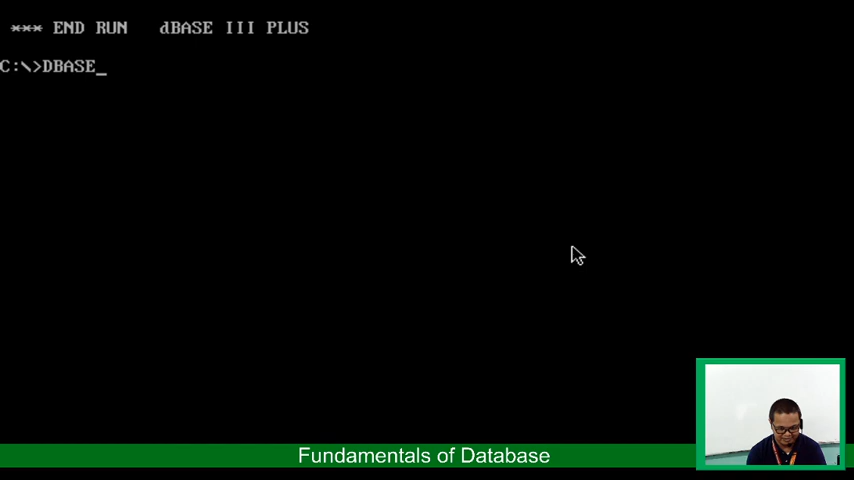 *** END RUN   dBASE III PLUS
C:\>DBASE_
Fundamentals of Database